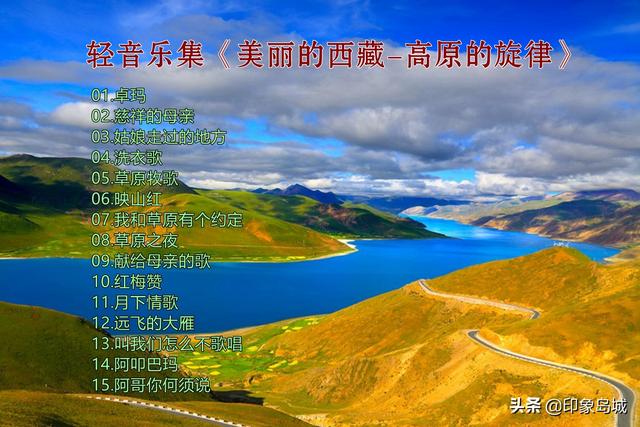 轻音乐集《美丽的西藏-高原的旋律》
01.卓玛
02.慈祥的母亲
03.姑娘走过的地方
04.洗衣歌
05.草原牧歌
06.映山红
07.我和草原有个约定
08.草原之夜
09.献给母亲的歌
10.红梅赞
11.月下情歌
12.远飞的大雁
13.叫我们怎么不歌唱
14.阿叩巴玛
15.阿哥你何须说
头条 @印象岛城